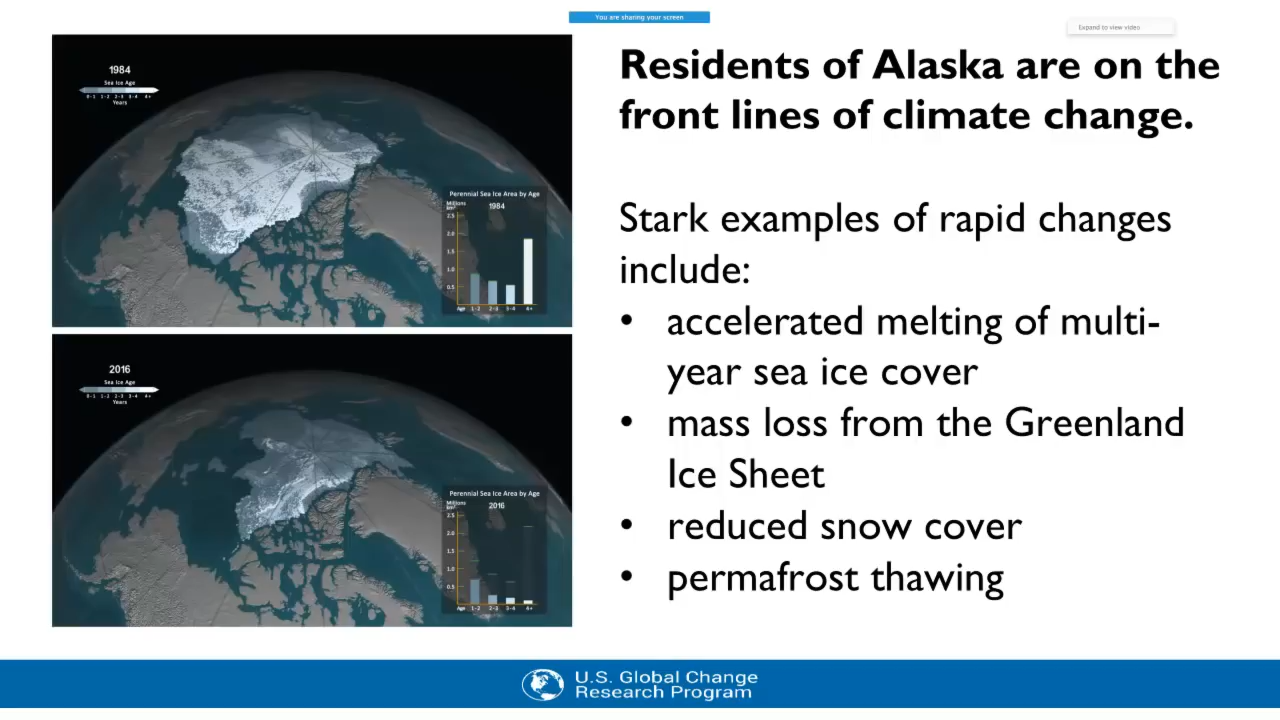 You are sharing your screen
Expand to view video
Residents of Alaska are on the
front lines of climate change.
Stark examples of rapid changes
include:
• accelerated melting of multi-
year sea ice cover
• mass loss from the Greenland
Ice Sheet
• reduced snow cover
• permafrost thawing
1984
Sea Ice Age
0-1 1-2 2-3 3-4 4+
Years
Perennial Sea Ice Area by Age
Millions
km²
1984
2.5
2.0
1.5
1.0
0.5
Age 1-2 2-3 3-4 4+
2016
Sea Ice Age
0-1 1-2 2-3 3-4 4+
Years
Perennial Sea Ice Area by Age
Millions
km²
2016
2.5
2.0
1.5
1.0
0.5
Age 1-2 2-3 3-4 4+
U.S. Global Change
Research Program